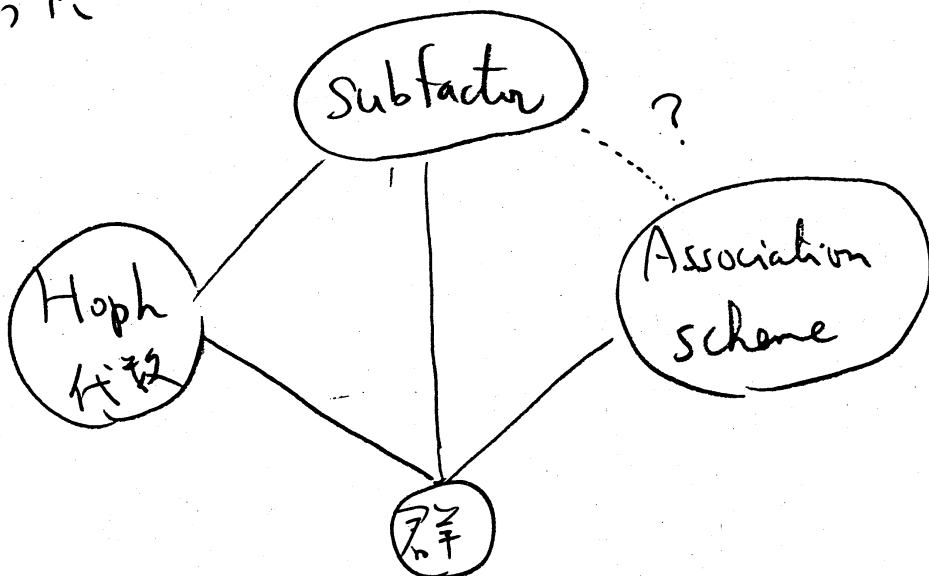 Subfactor
?
Association
scheme
Hoph
代数
群